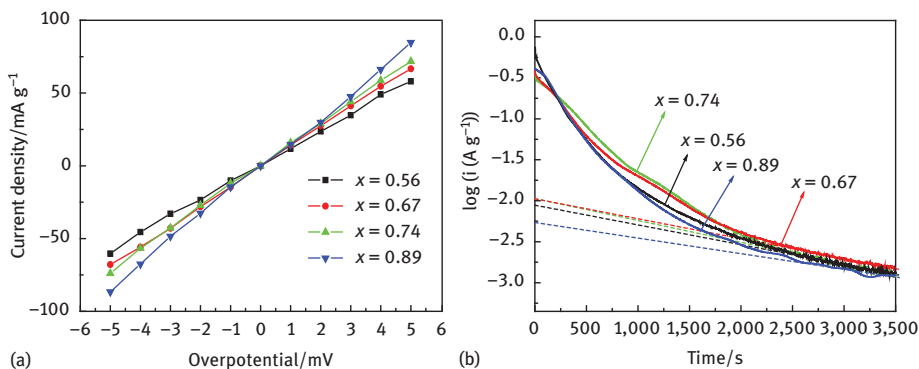 (a)
Current density/mA g⁻¹
100
50
0
−50
−100
−6 −5 −4 −3 −2 −1 0 1 2 3 4 5 6
Overpotential/mV
x = 0.56
x = 0.67
x = 0.74
x = 0.89
(b)
log (i (A g⁻¹))
0.0
−0.5
−1.0
−1.5
−2.0
−2.5
−3.0
0 500 1,000 1,500 2,000 2,500 3,000 3,500
Time/s
x = 0.74
x = 0.56
x = 0.89
x = 0.67